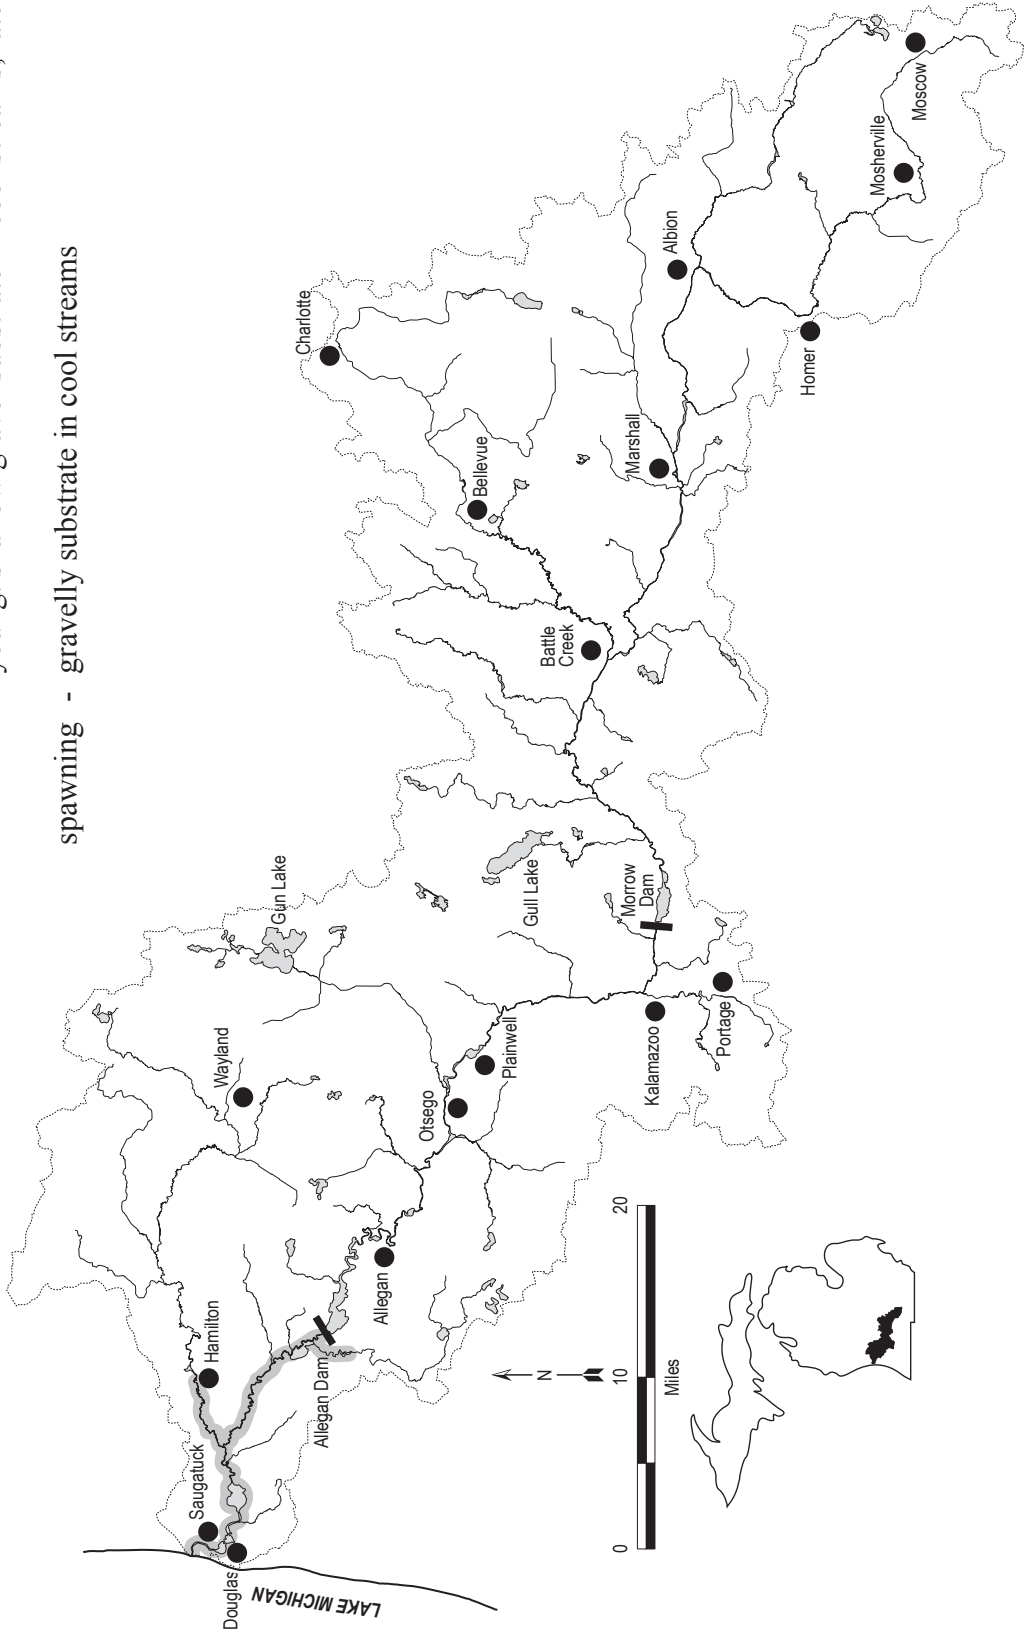 spawning - gravelly substrate in cool streams
Charlotte
Gun Lake
Wayland
Hamilton
Saugatuck
Douglas
LAKE MICHIGAN
Allegan Dam
Allegan
Otsego
Plainwell
Gull Lake
Bellevue
Battle
Creek
Marshall
Albion
Mosherville
Moscow
Homer
Morrow
Dam
Kalamazoo
Portage
N
0
10
20
Miles